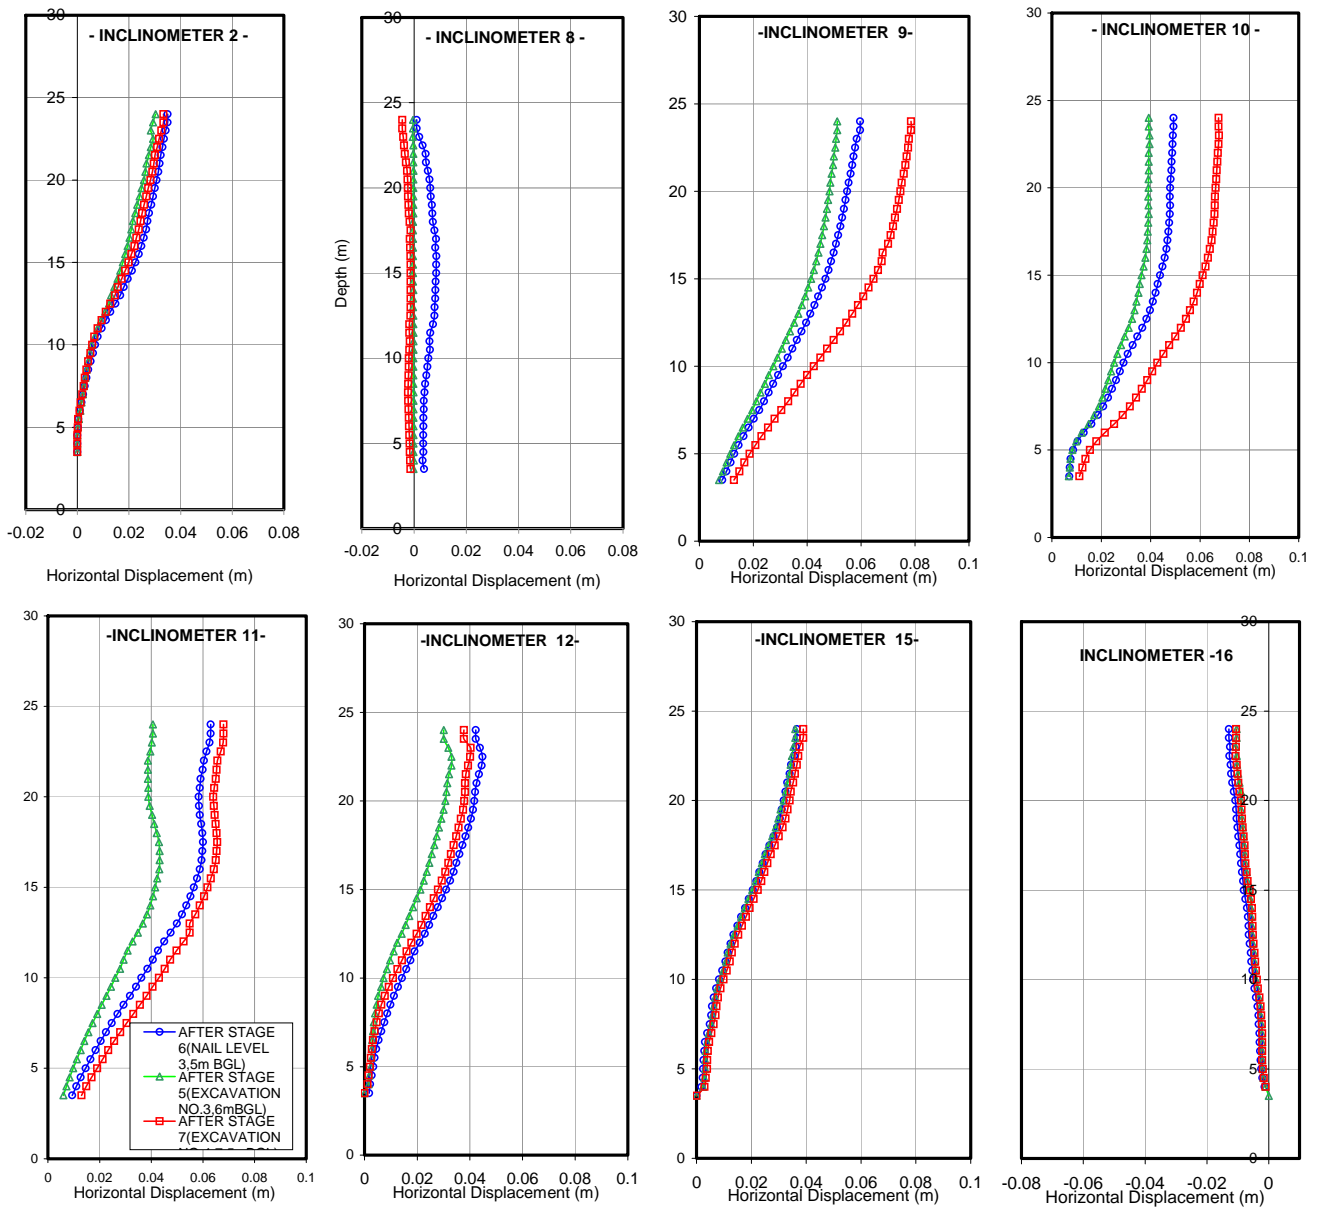 - INCLINOMETER 2 -
30
25
20
15
10
5
0
-0.02 0 0.02 0.04 0.06 0.08
Horizontal Displacement (m)
- INCLINOMETER 8 -
30
25
20
15
10
5
0
Depth (m)
-0.02 0 0.02 0.04 0.06 0.08
Horizontal Displacement (m)
-INCLINOMETER 9-
30
25
20
15
10
5
0
0 0.02 0.04 0.06 0.08 0.1
Horizontal Displacement (m)
- INCLINOMETER 10 -
30
25
20
15
10
5
0
0 0.02 0.04 0.06 0.08 0.1
Horizontal Displacement (m)
-INCLINOMETER 11-
30
25
20
15
10
5
0
AFTER STAGE
6(NAIL LEVEL
3,5m BGL)
AFTER STAGE
5(EXCAVATION
NO.3,6mBGL)
AFTER STAGE
7(EXCAVATION
0 0.02 0.04 0.06 0.08 0.1
Horizontal Displacement (m)
-INCLINOMETER 12-
30
25
20
15
10
5
0
0 0.02 0.04 0.06 0.08 0.1
Horizontal Displacement (m)
-INCLINOMETER 15-
30
25
20
15
10
5
0
0 0.02 0.04 0.06 0.08 0.1
Horizontal Displacement (m)
INCLINOMETER -16
30
25
20
15
10
5
0
-0.08 -0.06 -0.04 -0.02 0
Horizontal Displacement (m)